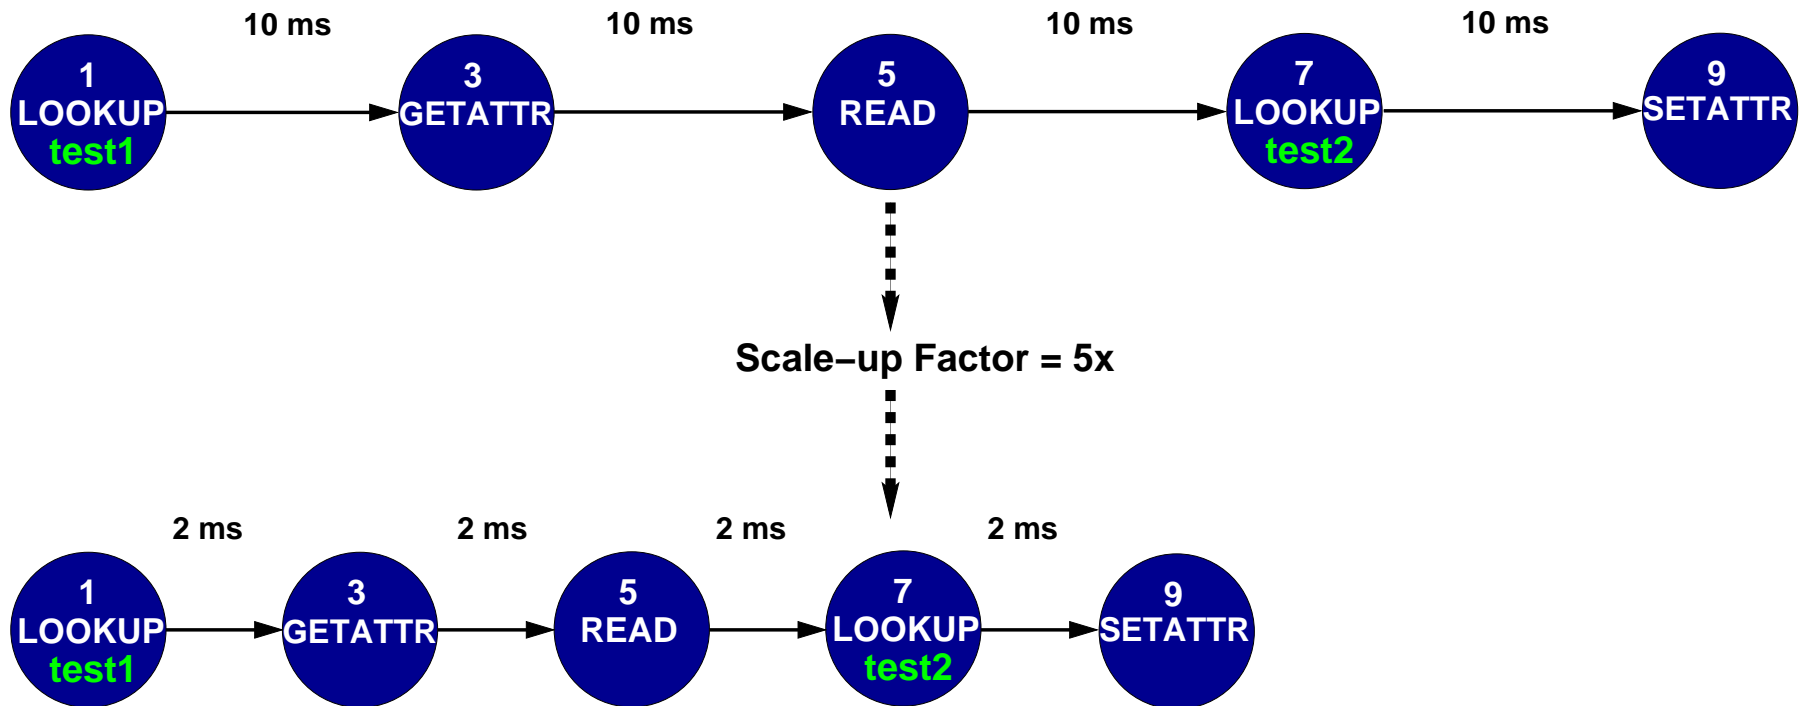 10 ms
10 ms
10 ms
10 ms
1
LOOKUP
test1
3
GETATTR
5
READ
7
LOOKUP
test2
9
SETATTR
Scale−up Factor = 5x
2 ms
2 ms
2 ms
2 ms
1
LOOKUP
test1
3
GETATTR
5
READ
7
LOOKUP
test2
9
SETATTR